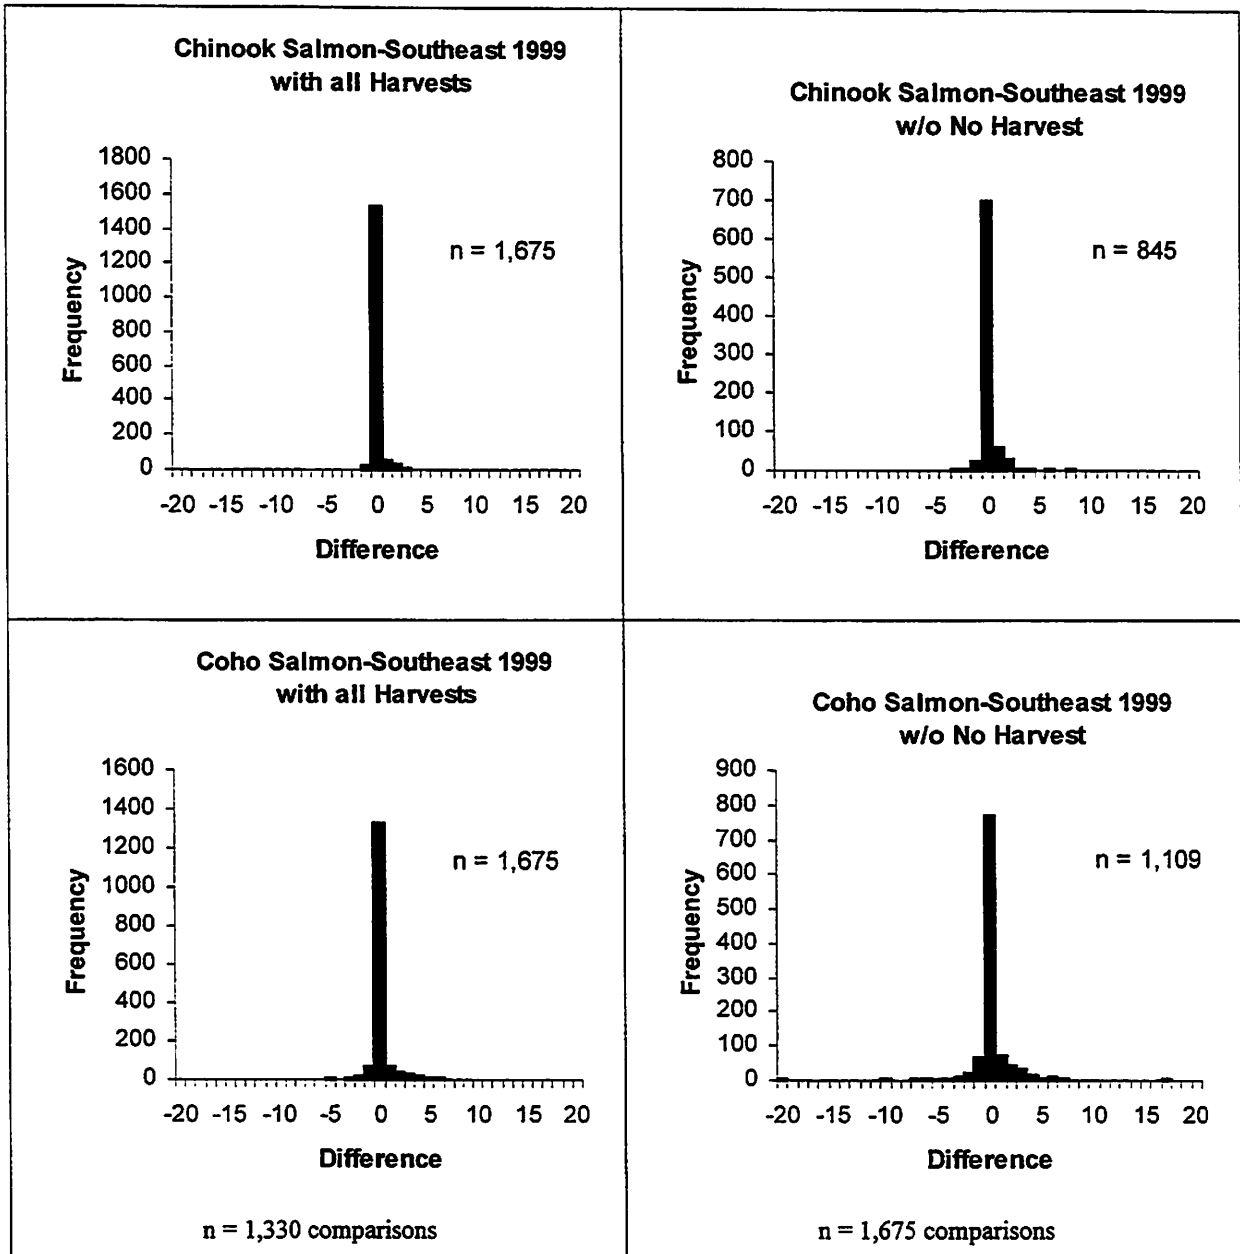 Chinook Salmon-Southeast 1999
with all Harvests
1800
1600
1400
1200
1000
800
600
400
200
0
Frequency
n = 1,675
-20 -15 -10 -5 0 5 10 15 20
Difference
Chinook Salmon-Southeast 1999
w/o No Harvest
800
700
600
500
400
300
200
100
0
Frequency
n = 845
-20 -15 -10 -5 0 5 10 15 20
Difference
Coho Salmon-Southeast 1999
with all Harvests
1600
1400
1200
1000
800
600
400
200
0
Frequency
n = 1,675
-20 -15 -10 -5 0 5 10 15 20
Difference
n = 1,330 comparisons
Coho Salmon-Southeast 1999
w/o No Harvest
900
800
700
600
500
400
300
200
100
0
Frequency
n = 1,109
-20 -15 -10 -5 0 5 10 15 20
Difference
n = 1,675 comparisons